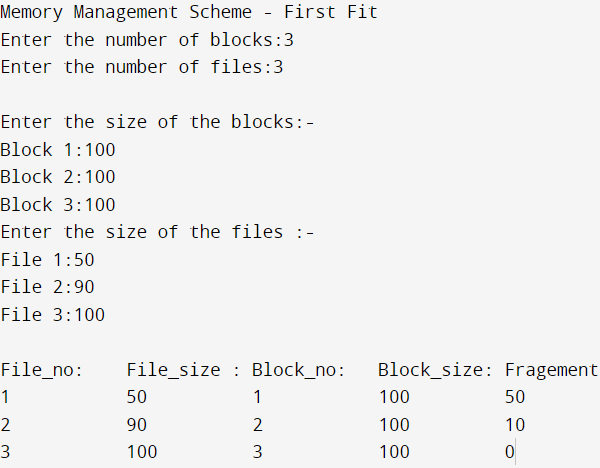 Memory Management Scheme - First Fit
Enter the number of blocks:3
Enter the number of files:3
Enter the size of the blocks:-
Block 1:100
Block 2:100
Block 3:100
Enter the size of the files :-
File 1:50
File 2:90
File 3:100
File_no: File_size : Block_no: Block_size: Fragement
1 50 1 100 50
2 90 2 100 10
3 100 3 100 0